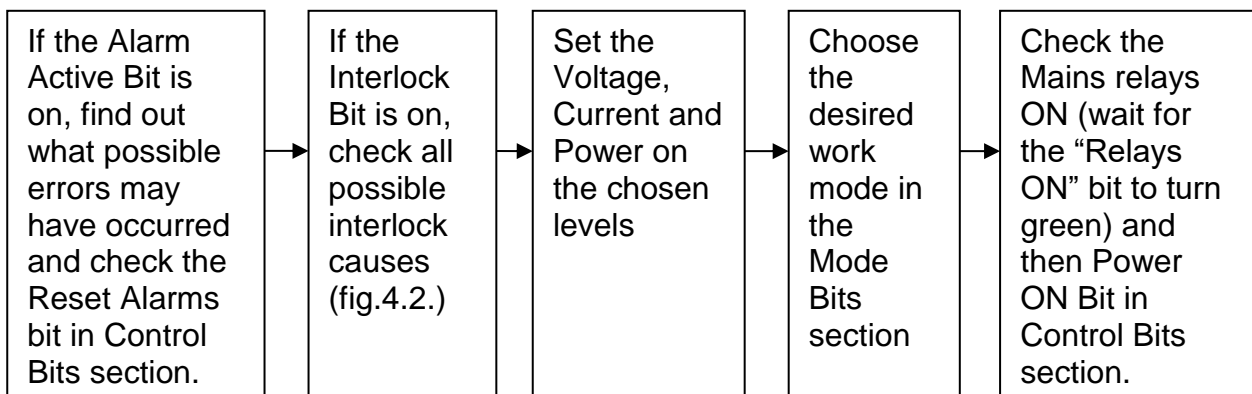 If the Alarm
Active Bit is
on, find out
what possible
errors may
have occurred
and check the
Reset Alarms
bit in Control
Bits section.
If the
Interlock
Bit is on,
check all
possible
interlock
causes
(fig.4.2.)
Set the
Voltage,
Current and
Power on
the chosen
levels
Choose
the
desired
work
mode in
the
Mode
Bits
section
Check the
Mains relays
ON (wait for
the “Relays
ON” bit to turn
green) and
then Power
ON Bit in
Control Bits
section.